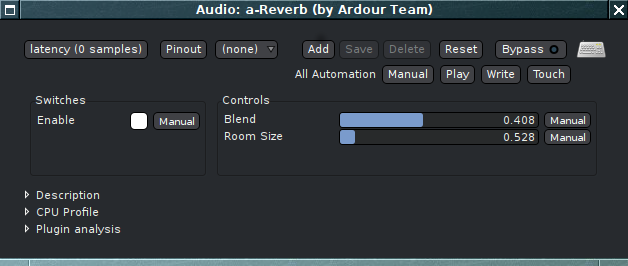 Audio: a-Reverb (by Ardour Team)
latency (0 samples) Pinout (none) Add Save Delete Reset Bypass
All Automation Manual Play Write Touch
Switches Controls
Enable Manual Blend 0.408 Manual
Room Size 0.528 Manual
Description
CPU Profile
Plugin analysis